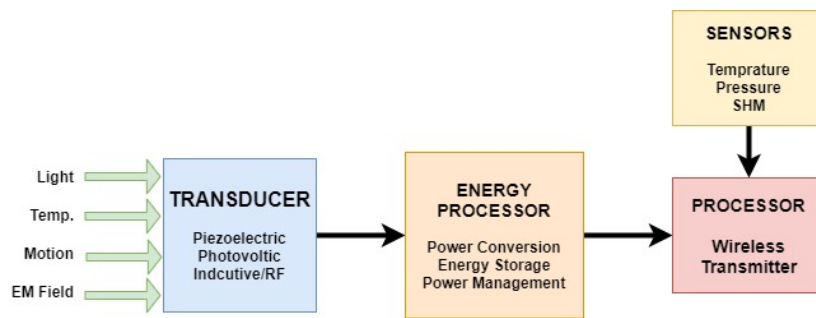 Light
Temp.
Motion
EM Field
TRANSDUCER
Piezoelectric
Photovoltic
Indcutive/RF
ENERGY
PROCESSOR
Power Conversion
Energy Storage
Power Management
SENSORS
Temprature
Pressure
SHM
PROCESSOR
Wireless
Transmitter